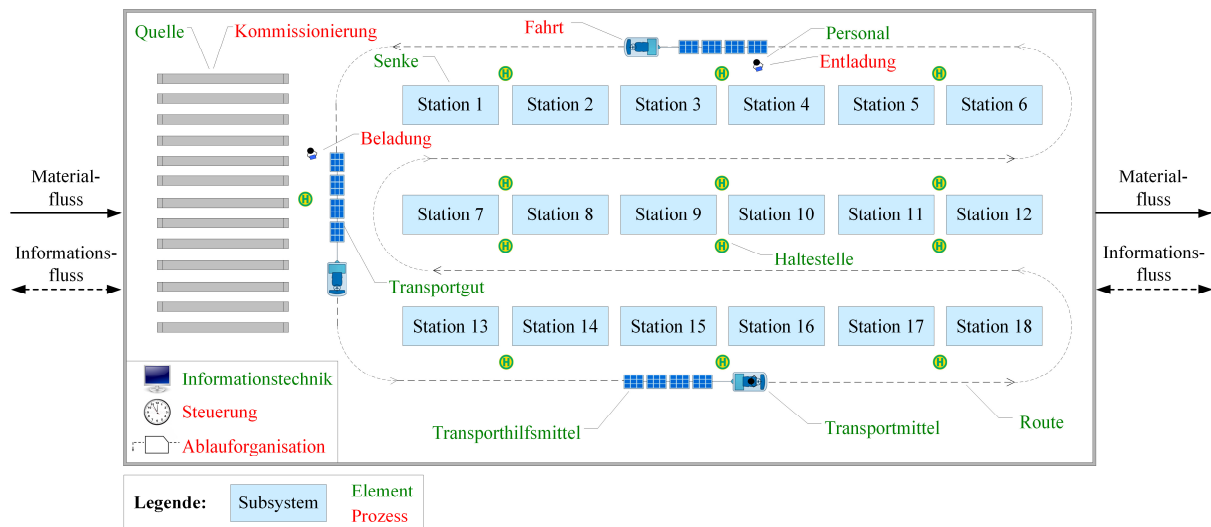 Quelle
Kommissionierung
Fahrt
Personal
Senke
Entladung
H
H
H
Station 1
Station 2
Station 3
Station 4
Station 5
Station 6
Beladung
Material-
fluss
Material-
fluss
H
H
H
H
Station 7
Station 8
Station 9
Station 10
Station 11
Station 12
Informations-
fluss
Informations-
fluss
H
H
H
Haltestelle
Transportgut
Station 13
Station 14
Station 15
Station 16
Station 17
Station 18
H
H
H
Informationstechnik
Steuerung
Ablauforganisation
Transporthilfsmittel
Transportmittel
Route
Legende:
Subsystem
Element
Prozess